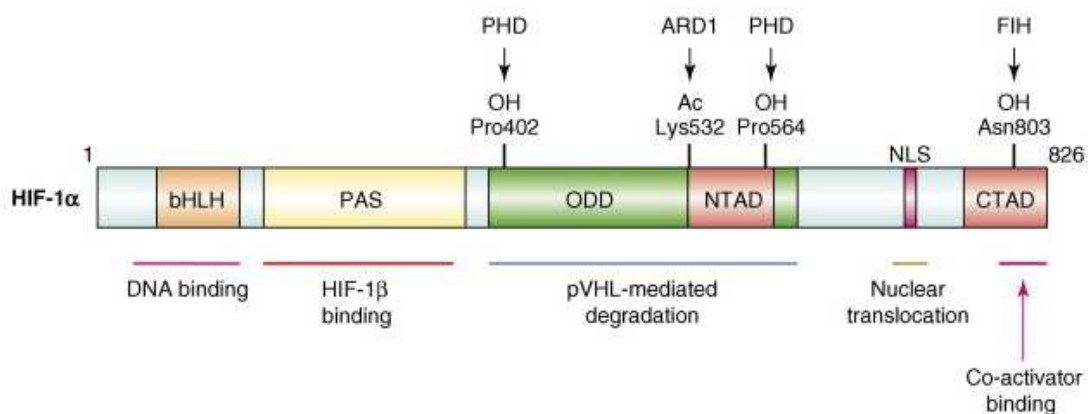 PHD ARD1 PHD FIH
OH Ac OH OH
Pro402 Lys532 Pro564 Asn803
1 NLS 826
HIF-1α bHLH PAS ODD NTAD CTAD
DNA binding HIF-1β pVHL-mediated Nuclear
binding degradation translocation
Co-activator
binding